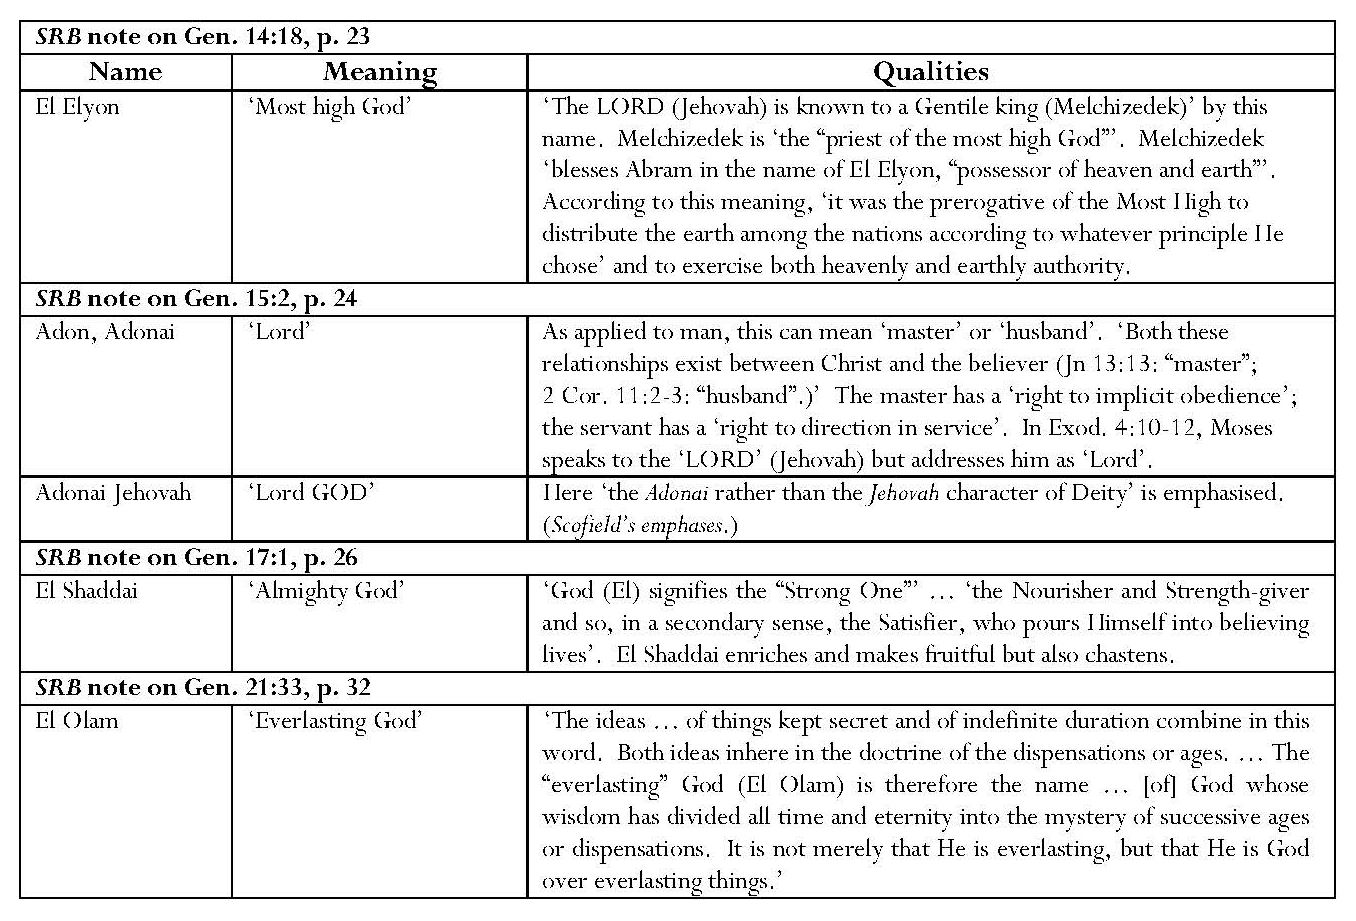 SRB note on Gen. 14:18, p. 23
Name Meaning Qualities
El Elyon ‘Most high God’ ‘The LORD (Jehovah) is known to a Gentile king (Melchizedek)’ by this
name. Melchizedek is ‘the “priest of the most high God”’. Melchizedek
‘blesses Abram in the name of El Elyon, “possessor of heaven and earth”’.
According to this meaning, ‘it was the prerogative of the Most High to
distribute the earth among the nations according to whatever principle He
chose’ and to exercise both heavenly and earthly authority.
SRB note on Gen. 15:2, p. 24
Adon, Adonai ‘Lord’ As applied to man, this can mean ‘master’ or ‘husband’. ‘Both these
relationships exist between Christ and the believer (Jn 13:13: “master”;
2 Cor. 11:2-3: “husband”.)’ The master has a ‘right to implicit obedience’;
the servant has a ‘right to direction in service’. In Exod. 4:10-12, Moses
speaks to the ‘LORD’ (Jehovah) but addresses him as ‘Lord’.
Adonai Jehovah ‘Lord GOD’ Here ‘the Adonai rather than the Jehovah character of Deity’ is emphasised.
(Scofield’s emphases.)
SRB note on Gen. 17:1, p. 26
El Shaddai ‘Almighty God’ ‘God (El) signifies the “Strong One”’ … ‘the Nourisher and Strength-giver
and so, in a secondary sense, the Satisfier, who pours Himself into believing
lives’. El Shaddai enriches and makes fruitful but also chastens.
SRB note on Gen. 21:33, p. 32
El Olam ‘Everlasting God’ ‘The ideas … of things kept secret and of indefinite duration combine in this
word. Both ideas inhere in the doctrine of the dispensations or ages. … The
“everlasting” God (El Olam) is therefore the name … [of] God whose
wisdom has divided all time and eternity into the mystery of successive ages
or dispensations. It is not merely that He is everlasting, but that He is God
over everlasting things.’